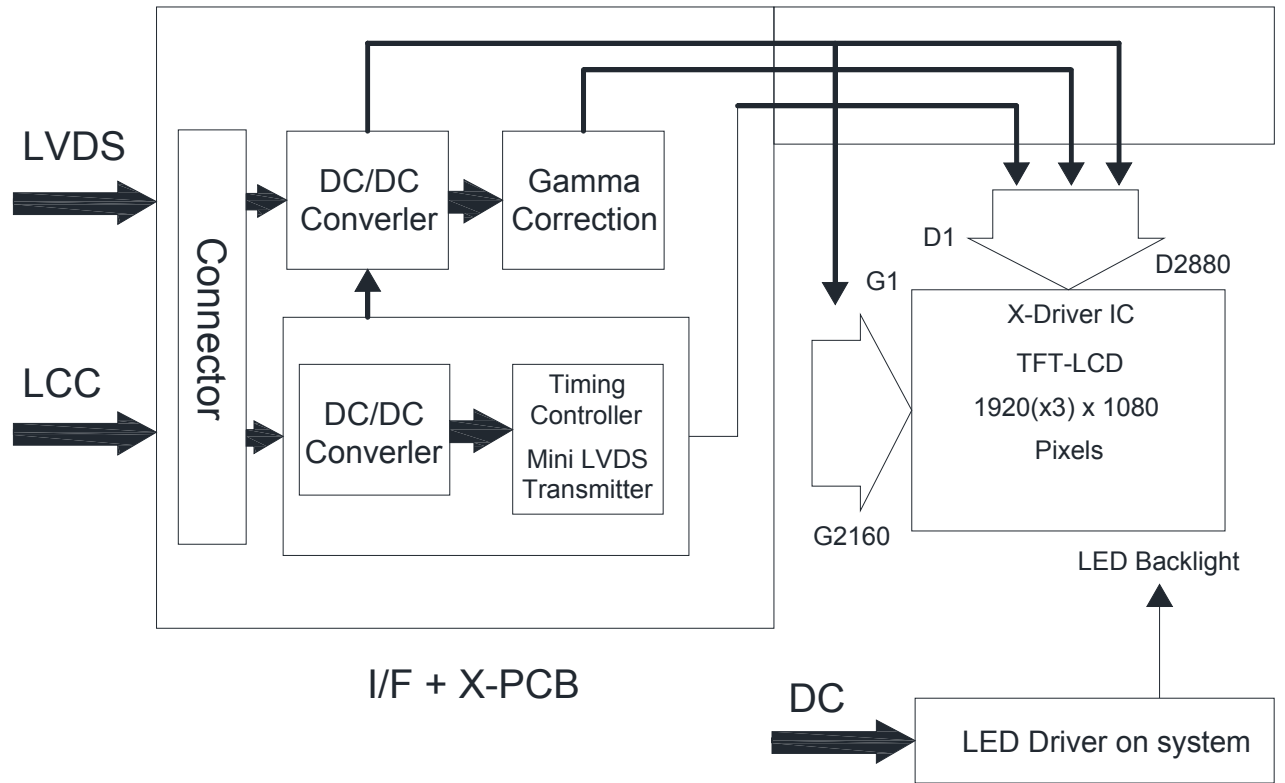 LVDS
LCC
Connector
DC/DC
Converler
Gamma
Correction
DC/DC
Converler
Timing
Controller
Mini LVDS
Transmitter
I/F + X-PCB
D1
D2880
G1
G2160
X-Driver IC
TFT-LCD
1920(x3) x 1080
Pixels
LED Backlight
DC
LED Driver on system